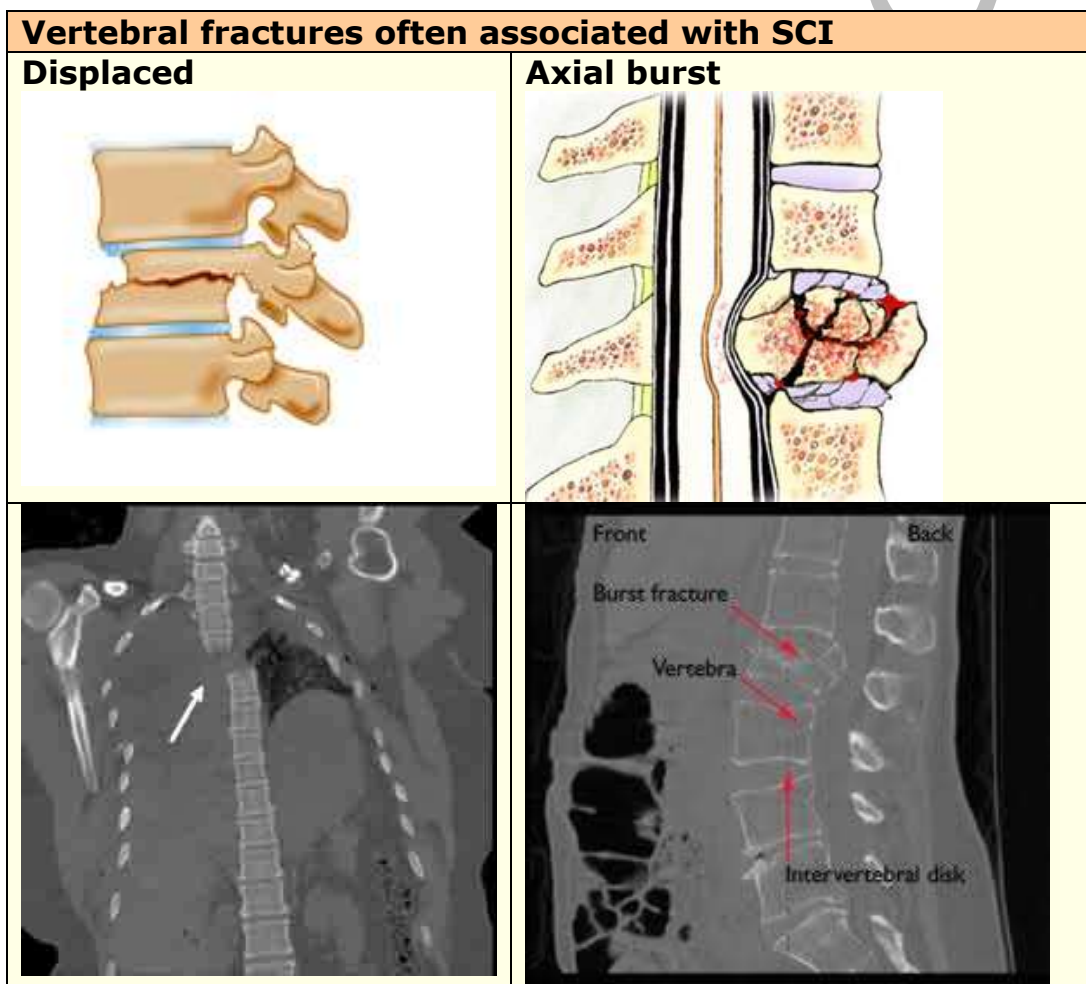 Vertebral fractures often associated with SCI
Displaced
Axial burst
Front
Back
Burst fracture
Vertebra
Intervertebral disk